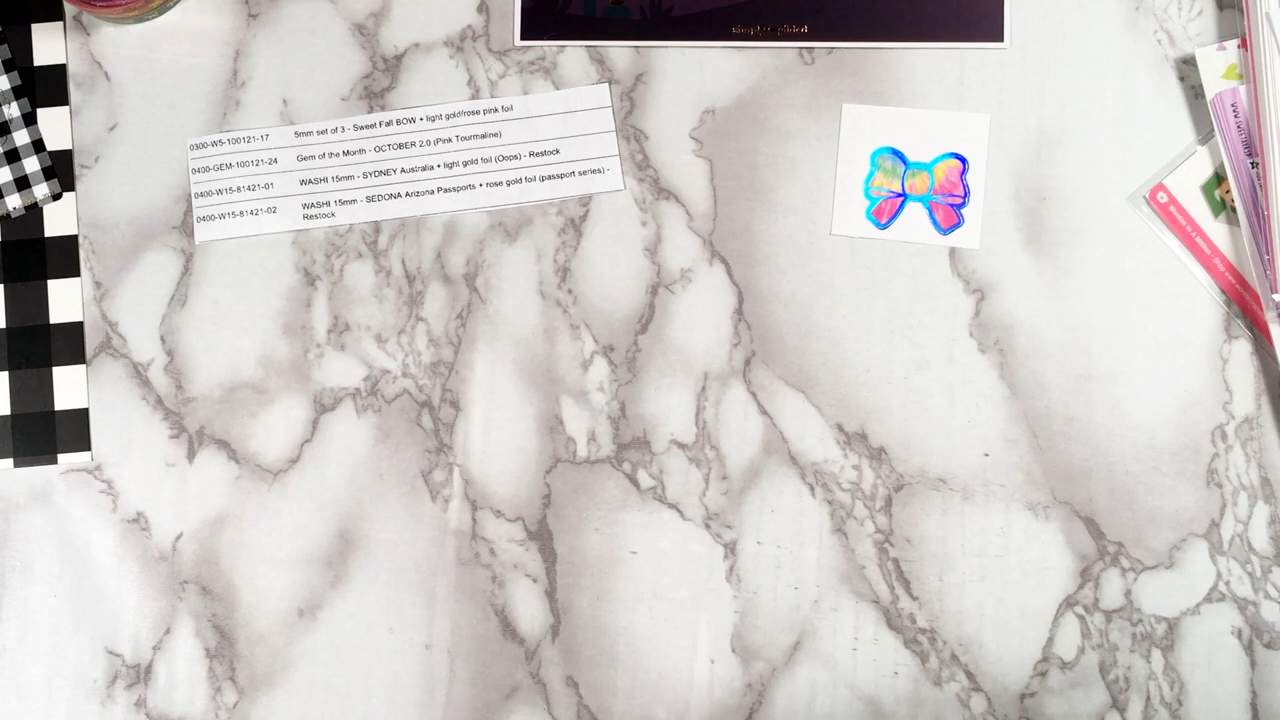 simply gilded
0300-W5-100121-17 5mm set of 3 - Sweet Fall BOW + light gold/rose pink foil
0400-GEM-100121-24 Gem of the Month - OCTOBER 2.0 (Pink Tourmaline)
0400-W15-81421-01 WASHI 15mm - SYDNEY Australia + light gold foil (Oops) - Restock
0400-W15-81421-02 WASHI 15mm - SEDONA Arizona Passports + rose gold foil (passport series) -
Restock